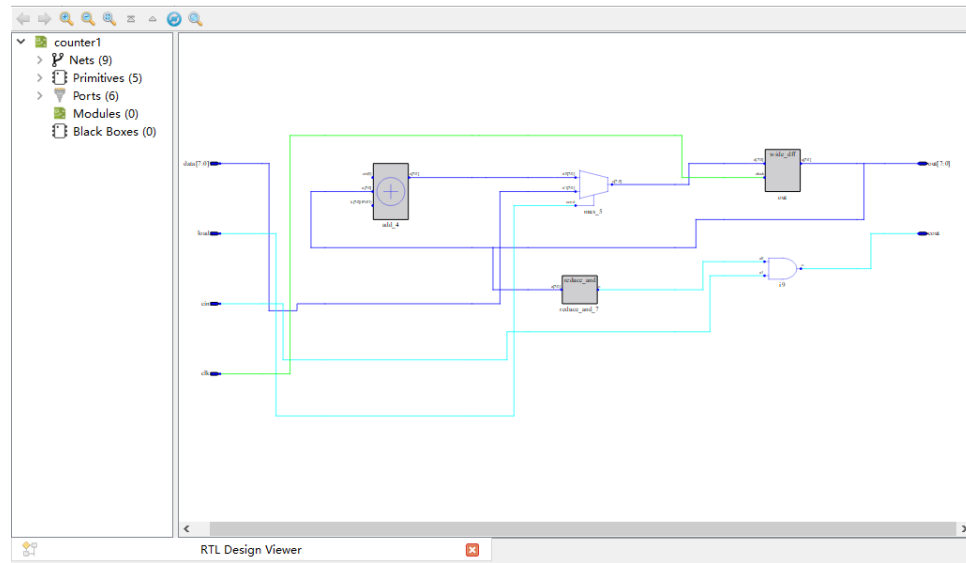 counter1
Nets (9)
Primitives (5)
Ports (6)
Modules (0)
Black Boxes (0)
data[7:0]
load
cin
clk
add_4
mux_5
wide_dff
out
reduce_and
reduce_and_7
i9
out[7:0]
cout
RTL Design Viewer